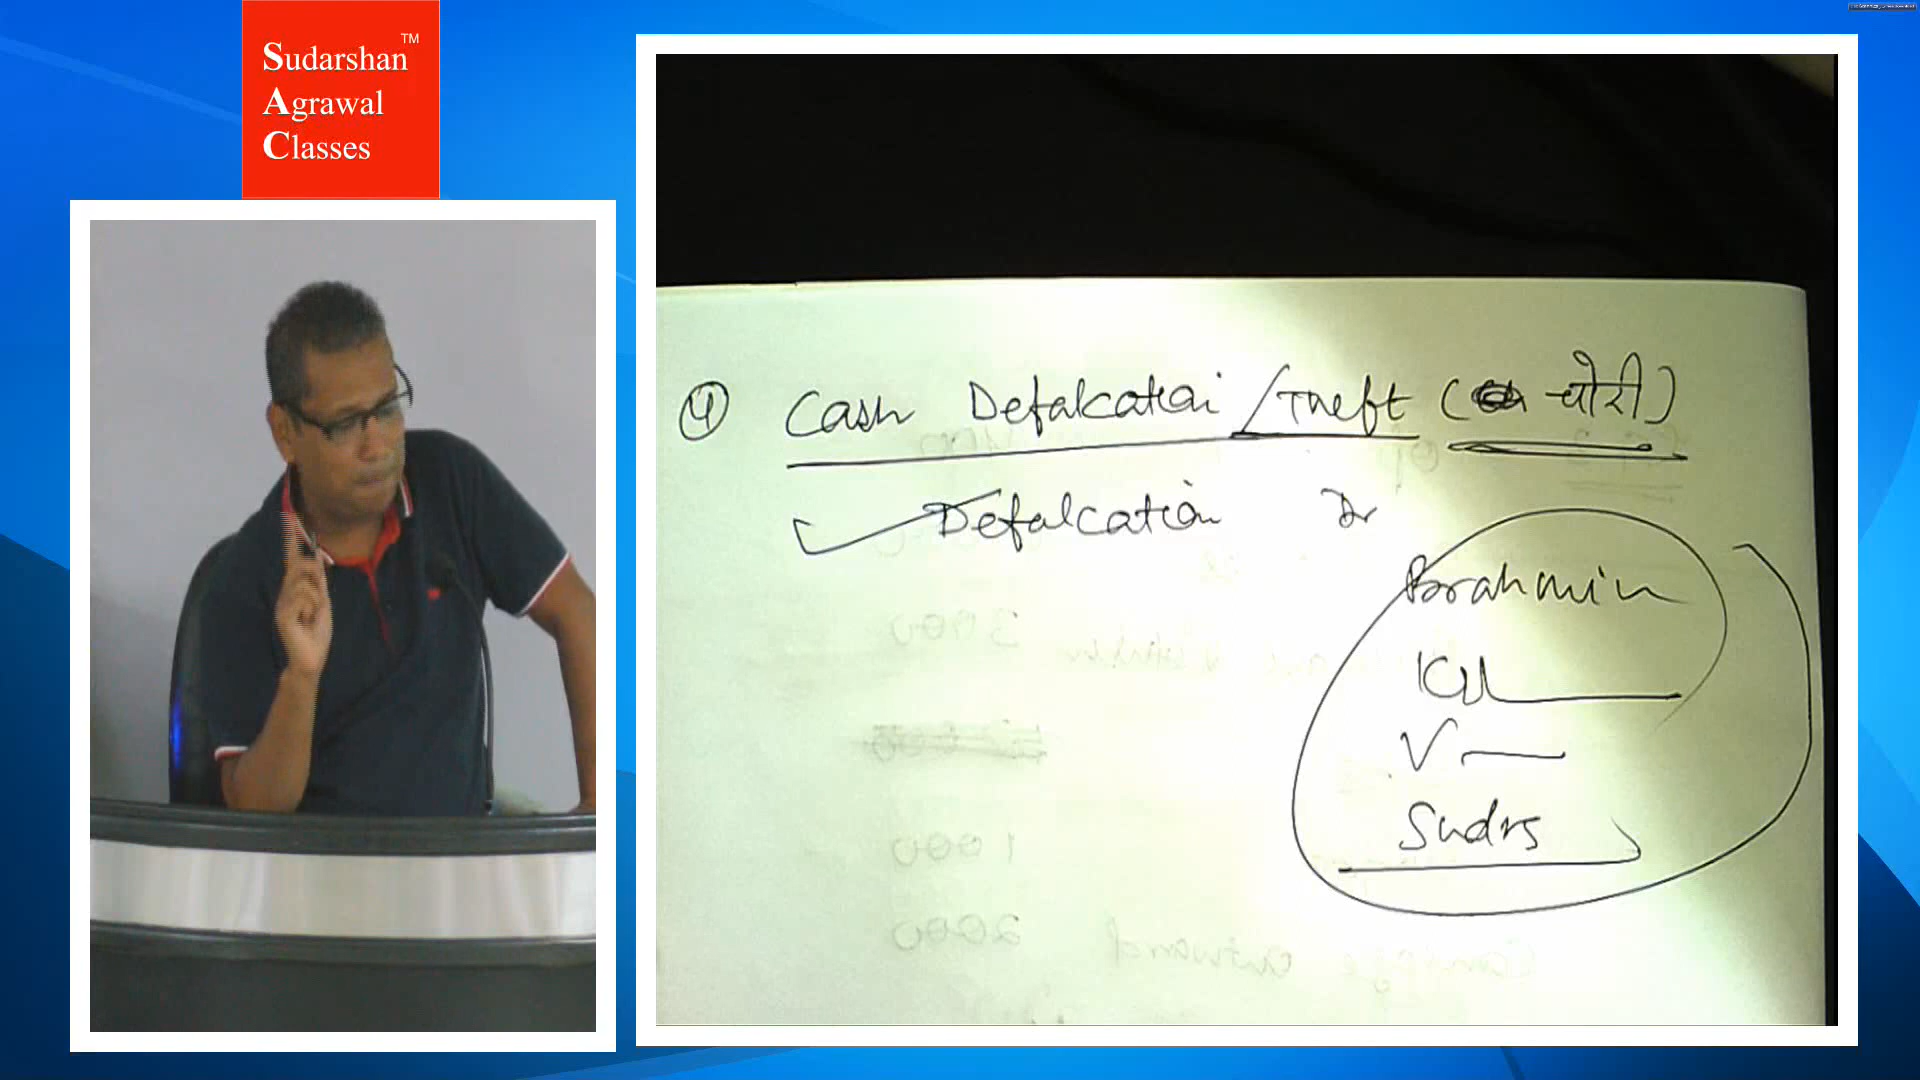 Sudarshan™
Agrawal
Classes
④ Cash Defalcation /Theft ( चोरी)
Defalcation Dr
Brahmin
V
Sudrs